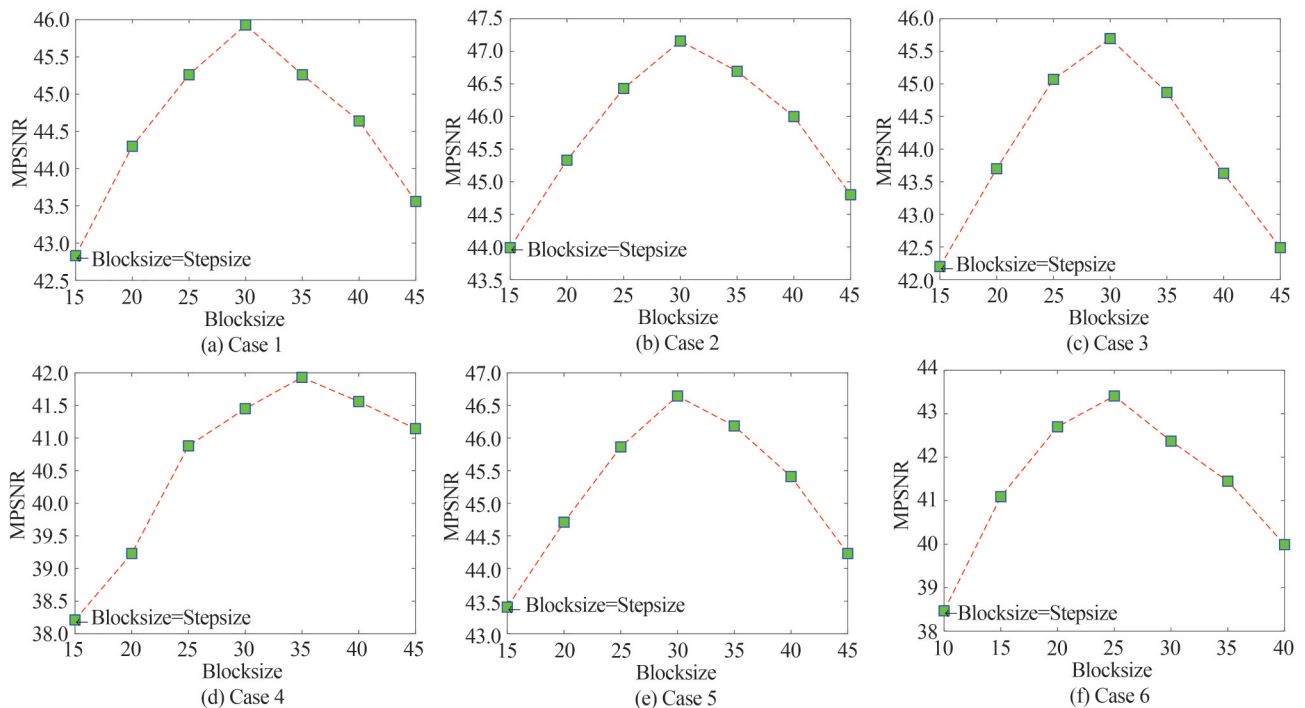 46.0
45.5
45.0
44.5
44.0
43.5
43.0
42.5
MPSNR
Blocksize=Stepsize
15 20 25 30 35 40 45
Blocksize
(a) Case 1
47.5
47.0
46.5
46.0
45.5
45.0
44.5
44.0
43.5
MPSNR
Blocksize=Stepsize
15 20 25 30 35 40 45
Blocksize
(b) Case 2
46.0
45.5
45.0
44.5
44.0
43.5
43.0
42.5
42.0
MPSNR
Blocksize=Stepsize
15 20 25 30 35 40 45
Blocksize
(c) Case 3
42.0
41.5
41.0
40.5
40.0
39.5
39.0
38.5
38.0
MPSNR
Blocksize=Stepsize
15 20 25 30 35 40 45
Blocksize
(d) Case 4
47.0
46.5
46.0
45.5
45.0
44.5
44.0
43.5
43.0
MPSNR
Blocksize=Stepsize
15 20 25 30 35 40 45
Blocksize
(e) Case 5
44
43
42
41
40
39
38
MPSNR
Blocksize=Stepsize
10 15 20 25 30 35 40
Blocksize
(f) Case 6